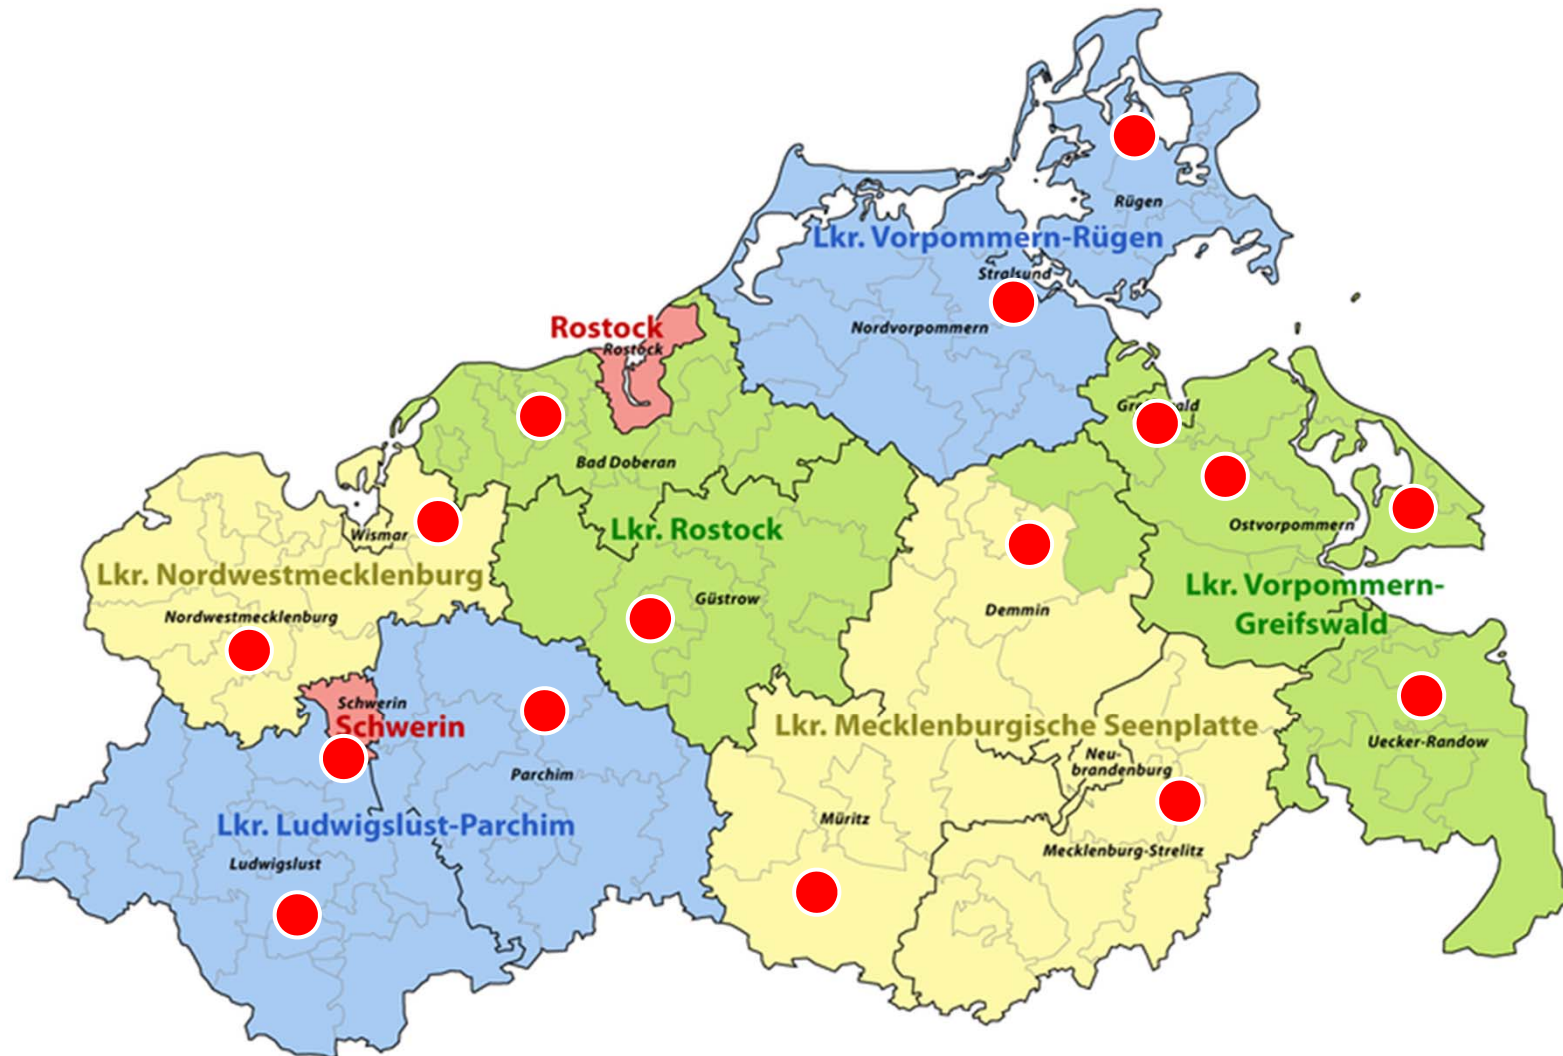 Rügen
Lkr. Vorpommern-Rügen
Stralsund
Nordvorpommern
Rostock
Rostock
Bad Doberan
Lkr. Rostock
Güstrow
Wismar
Lkr. Nordwestmecklenburg
Nordwestmecklenburg
Ostvorpommern
Lkr. Vorpommern-
Greifswald
Demmin
Schwerin
Schwerin
Parchim
Lkr. Mecklenburgische Seenplatte
Neu-
brandenburg
Uecker-Randow
Müritz
Mecklenburg-Strelitz
Lkr. Ludwigslust-Parchim
Ludwigslust